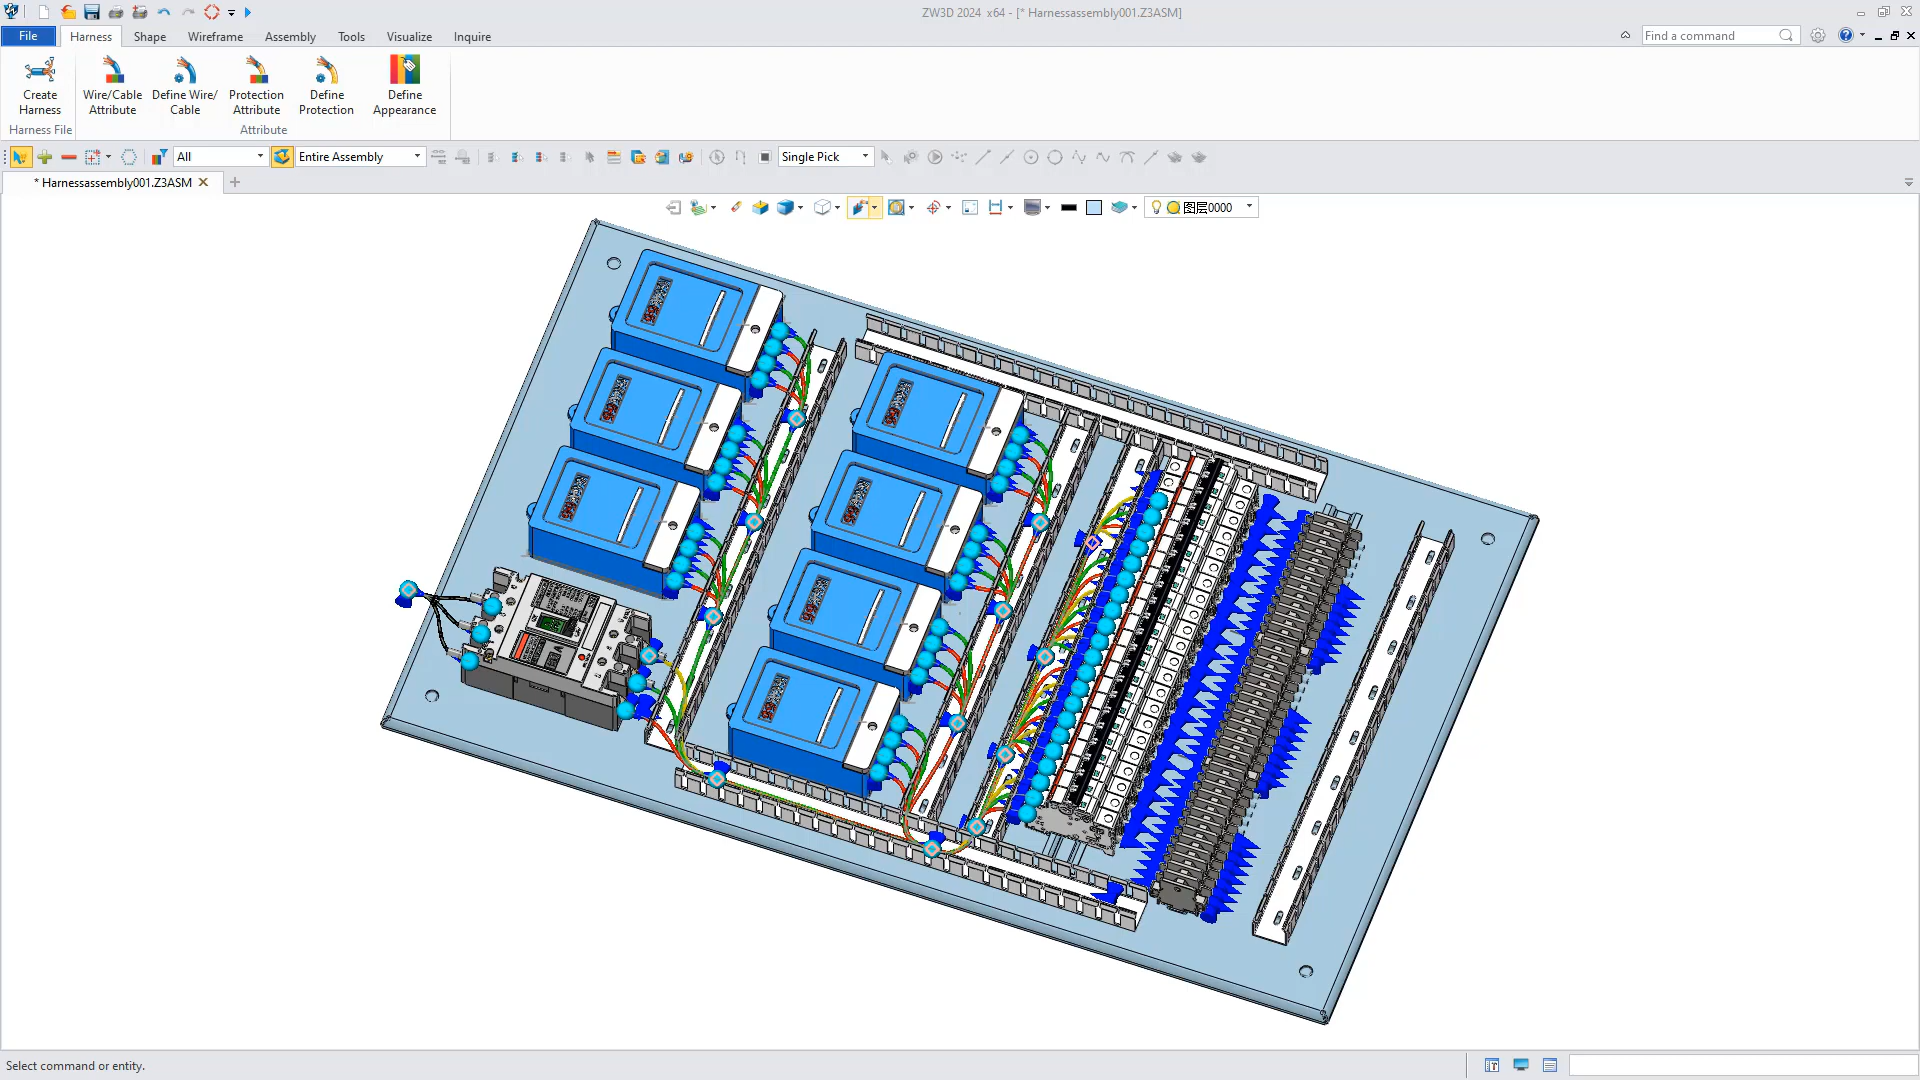 ZW3D 2024 x64 - [* Harnessassembly001.Z3ASM]
File Harness Shape Wireframe Assembly Tools Visualize Inquire
Find a command
Create Harness
Wire/Cable Attribute
Define Wire/ Cable
Protection Attribute
Define Protection
Define Appearance
Harness File
Attribute
All
Entire Assembly
Single Pick
* Harnessassembly001.Z3ASM
图层0000
Select command or entity.